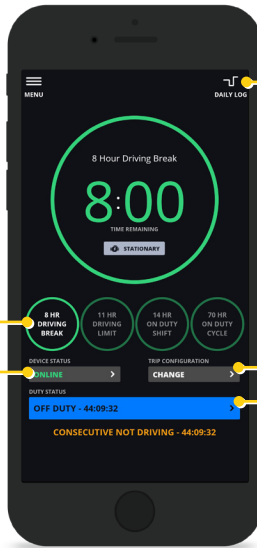 MENU
DAILY LOG
8 Hour Driving Break
8:00
TIME REMAINING
STATIONARY
8 HR DRIVING BREAK
11 HR DRIVING LIMIT
14 HR ON DUTY SHIFT
70 HR ON DUTY CYCLE
DEVICE STATUS
ONLINE
TRIP CONFIGURATION
CHANGE
DUTY STATUS
OFF DUTY - 44:09:32
CONSECUTIVE NOT DRIVING - 44:09:32